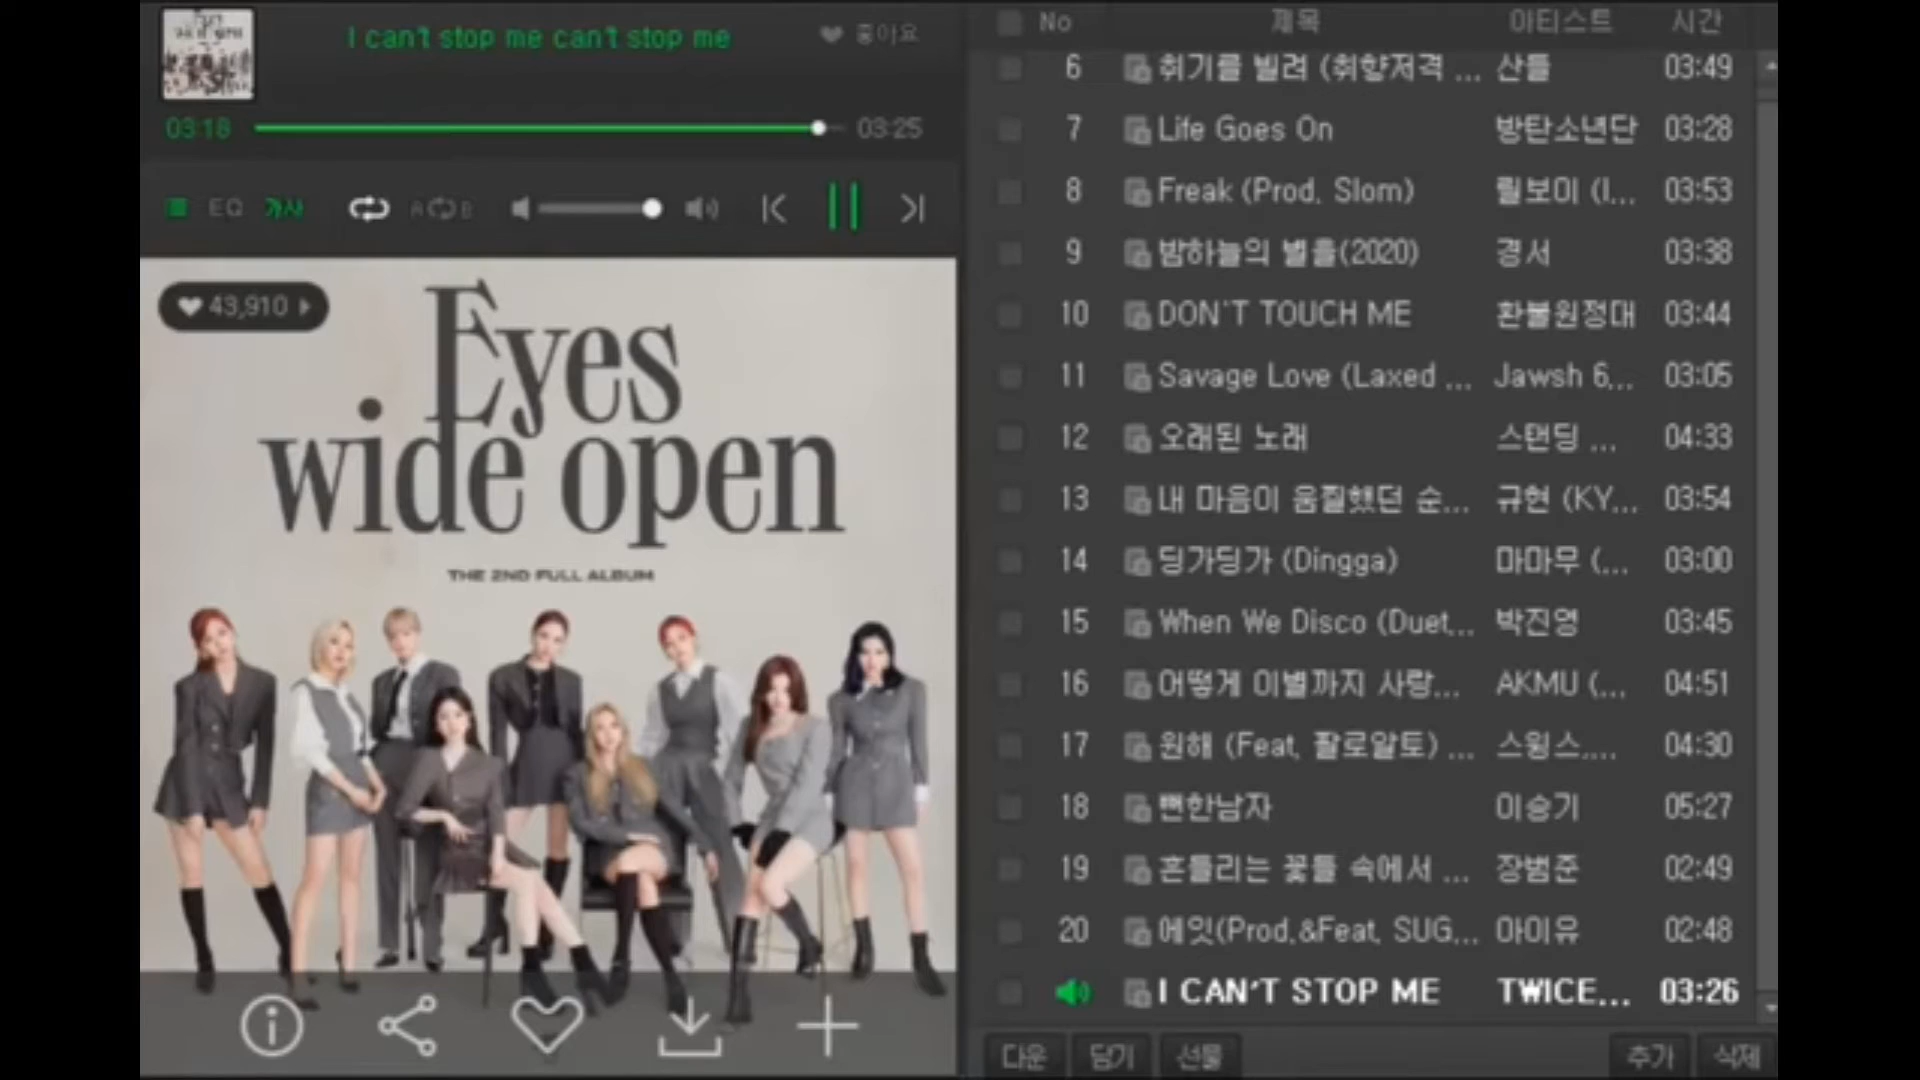 I can't stop me can't stop me
좋아요
03:18
03:25
EQ 가사
A B
43,910
Eyes
wide open
THE 2ND FULL ALBUM
No 제목 아티스트 시간
6 취기를 빌려 (취향저격 ... 산들 03:49
7 Life Goes On 방탄소년단 03:28
8 Freak (Prod. Slom) 릴보이 (l... 03:53
9 밤하늘의 별을(2020) 경서 03:38
10 DON'T TOUCH ME 환불원정대 03:44
11 Savage Love (Laxed ... Jawsh 6... 03:05
12 오래된 노래 스탠딩 ... 04:33
13 내 마음이 움찔했던 순... 규현 (KY... 03:54
14 딩가딩가 (Dingga) 마마무 (... 03:00
15 When We Disco (Duet... 박진영 03:45
16 어떻게 이별까지 사랑... AKMU (... 04:51
17 원해 (Feat. 팔로알토) ... 스윙스.... 04:30
18 뻔한남자 이승기 05:27
19 흔들리는 꽃들 속에서 ... 장범준 02:49
20 에잇(Prod.&Feat. SUG... 아이유 02:48
I CAN'T STOP ME TWICE... 03:26
다운 담기 선물 추가 삭제